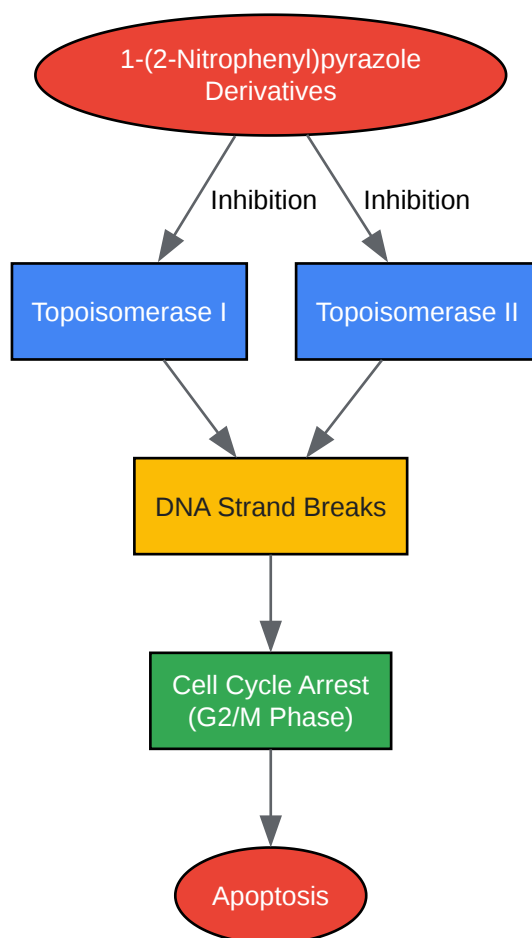 1-(2-Nitrophenyl)pyrazole
Derivatives
Inhibition
Inhibition
Topoisomerase I
Topoisomerase II
DNA Strand Breaks
Cell Cycle Arrest
(G2/M Phase)
Apoptosis